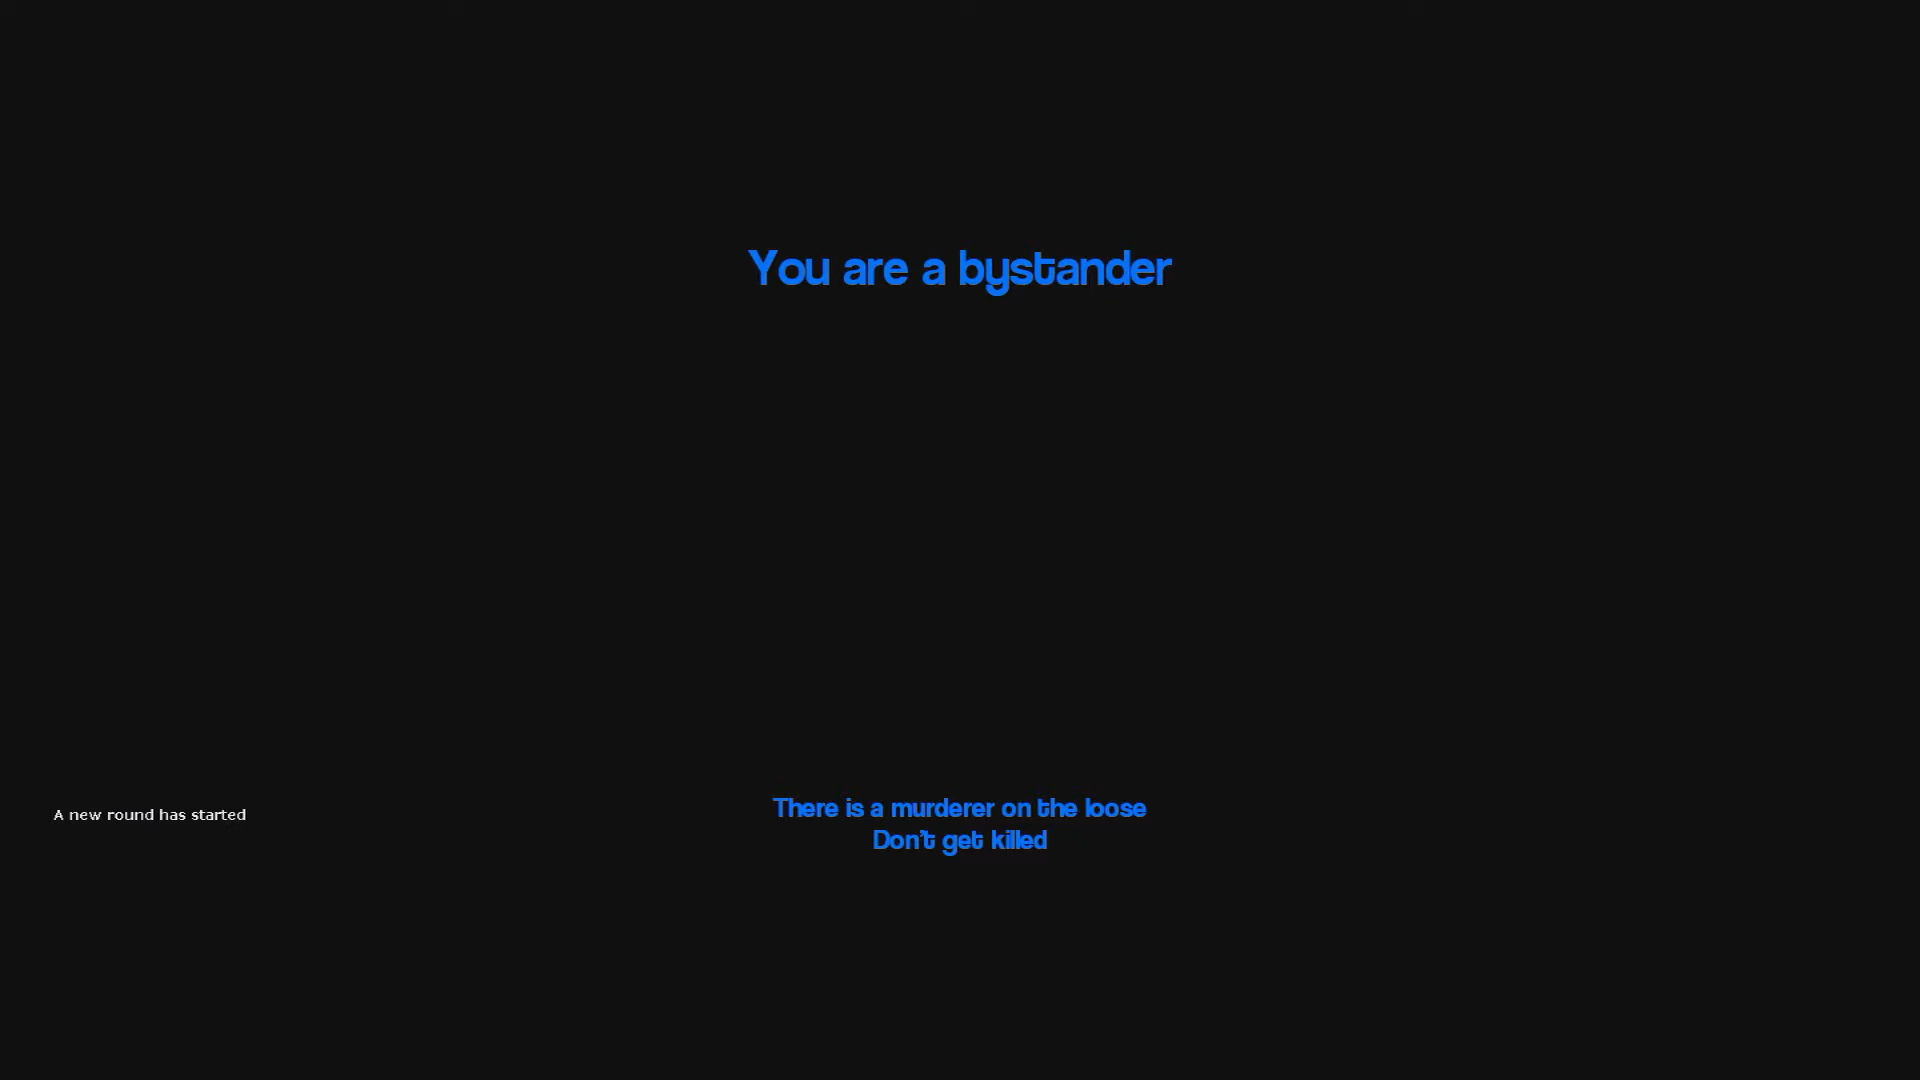 You are a bystander
There is a murderer on the loose
Don't get killed
A new round has started